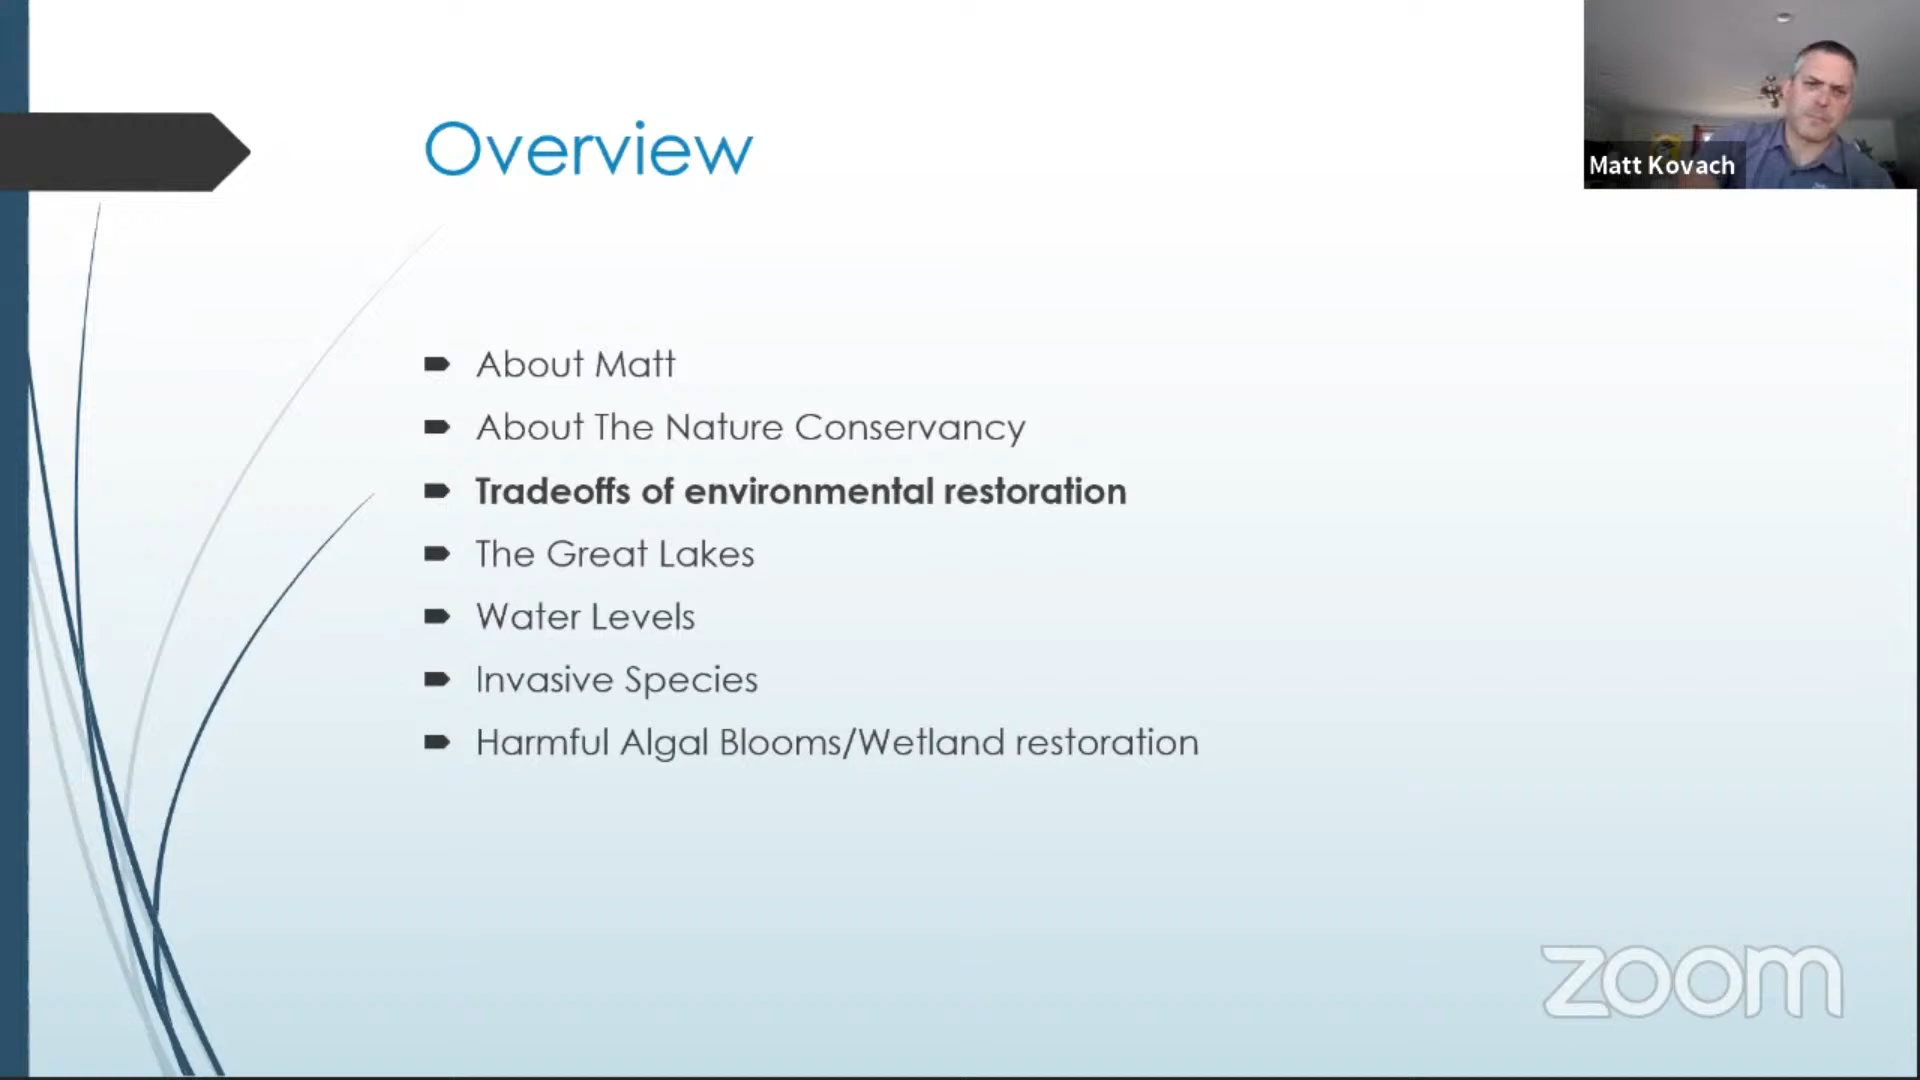 Overview
Matt Kovach
About Matt
About The Nature Conservancy
Tradeoffs of environmental restoration
The Great Lakes
Water Levels
Invasive Species
Harmful Algal Blooms/Wetland restoration
zoom